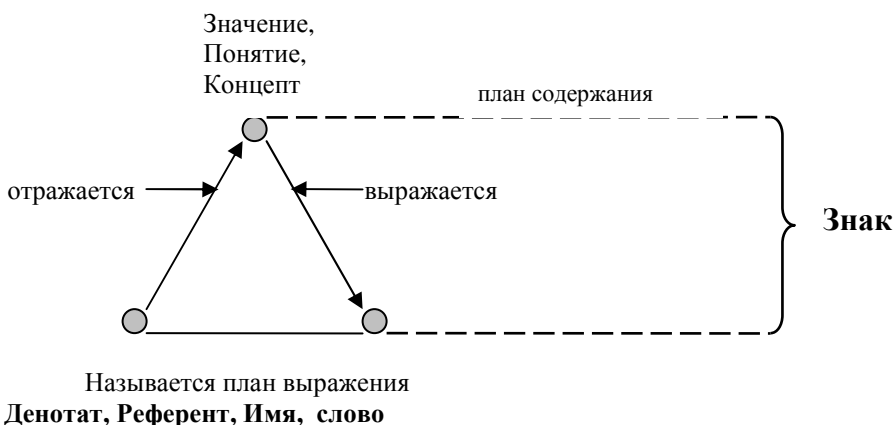 Значение,
Понятие,
Концепт
план содержания
отражается
выражается
Знак
Называется план выражения
Денотат, Референт, Имя, слово